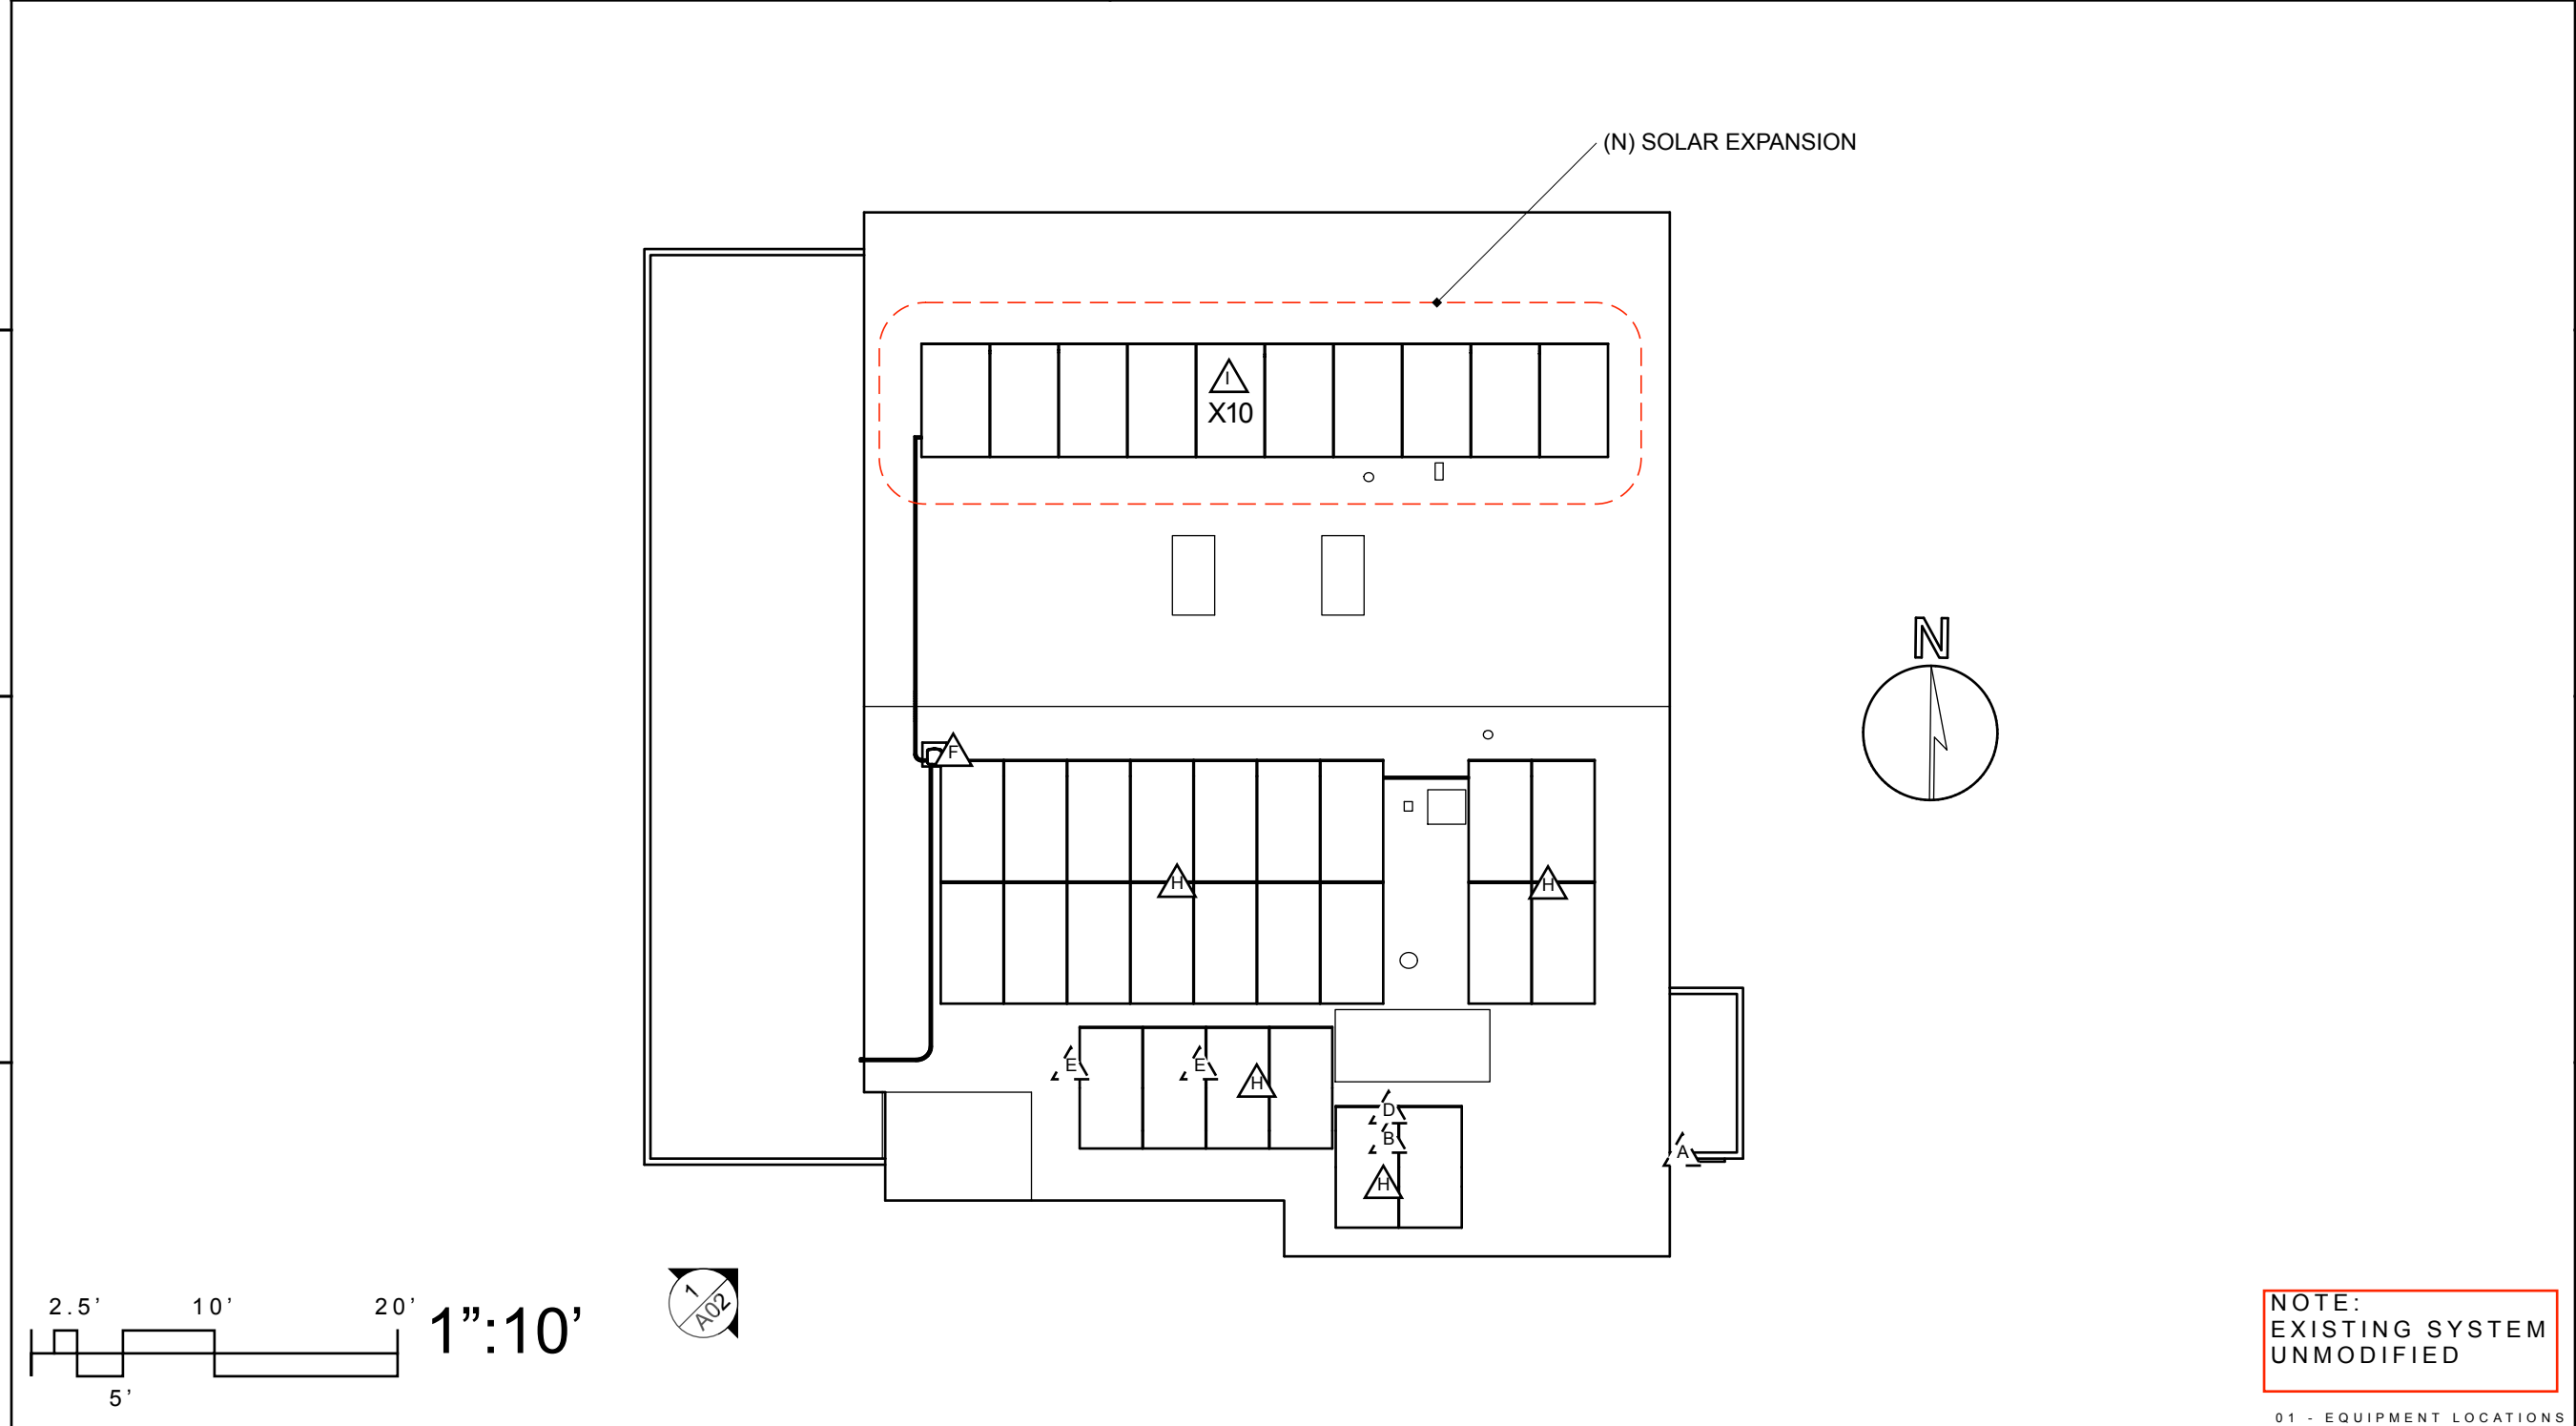 (N) SOLAR EXPANSION
I
X10
N
F
H
H
E
E
H
D
B
A
H
2.5’ 10’ 20’
1”:10’
5’
1
A02
NOTE:
EXISTING SYSTEM
UNMODIFIED
01 - EQUIPMENT LOCATIONS